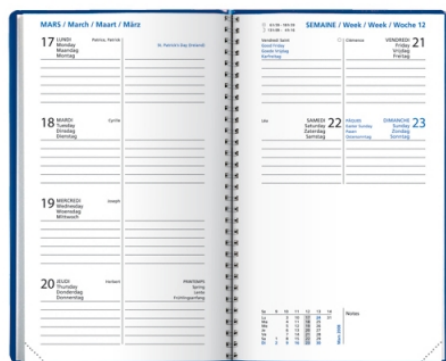 MARS / March / Maart / März
17 LUNDI
Monday
Maandag
Montag
Patrice, Patrick
St. Patrick's Day (Ireland)
18 MARDI
Tuesday
Dinsdag
Dienstag
Cyrille
19 MERCREDI
Wednesday
Woensdag
Mittwoch
Joseph
20 JEUDI
Thursday
Donderdag
Donnerstag
Herbert
PRINTEMPS
Spring
Lente
Frühlingsanfang
SEMAINE / Week / Week / Woche 12
Vendredi Saint
Good Friday
Goede Vrijdag
Karfreitag
Clémence
VENDREDI 21
Friday
Vrijdag
Freitag
Léa
SAMEDI 22
Saturday
Zaterdag
Samstag
PÂQUES
Easter Sunday
Pasen
Ostersonntag
DIMANCHE 23
Sunday
Zondag
Sonntag
Notes